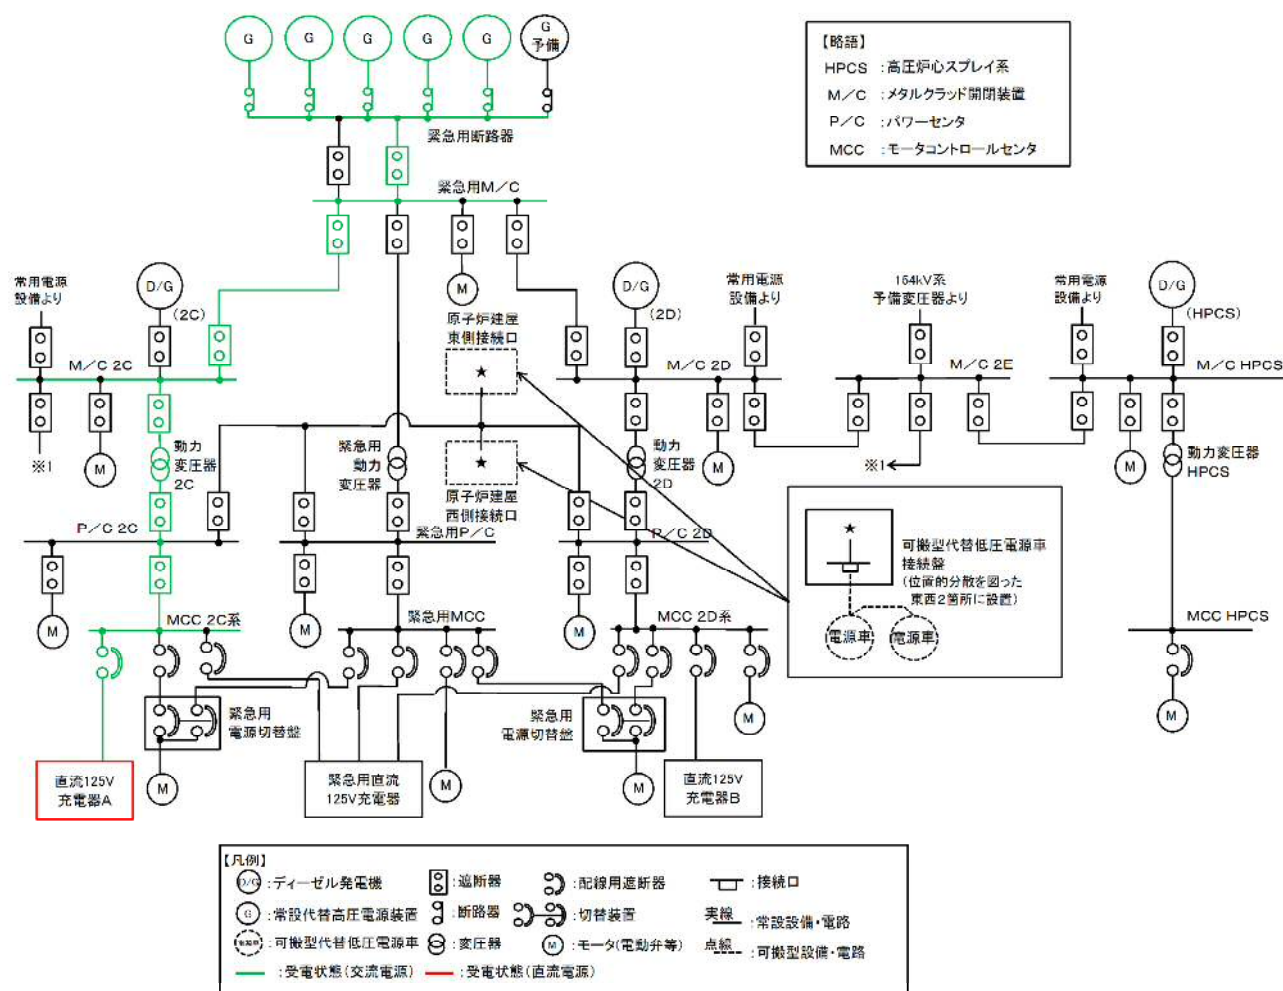 G
G
G
G
G
G
予備
【略語】
HPCS :高圧炉心スプレイ系
M/C :メタルクラッド開閉装置
P/C :パワーセンタ
MCC :モータコントロールセンタ
緊急用断路器
緊急用M/C
常用電源
設備より
D/G
(2C)
M
D/G
(2D)
常用電源
設備より
154kV系
予備変圧器より
常用電源
設備より
D/G
(HPCS)
原子炉建屋
東側接続口
★
M/C 2C
M/C 2D
M/C 2E
M/C HPCS
※1
M
動力
変圧器
2C
緊急用
動力
変圧器
★
原子炉建屋
西側接続口
動力
変圧器
2D
M
※1
M
動力変圧器
HPCS
P/C 2C
緊急用P/C
P/C 2D
★
可搬型代替低圧電源車
接続盤
(位置的分散を図った
東西2箇所に設置)
電源車
電源車
M
M
M
MCC 2C系
緊急用MCC
MCC 2D系
MCC HPCS
緊急用
電源切替盤
緊急用
電源切替盤
M
M
直流125V
充電器A
M
緊急用直流
125V充電器
M
M
直流125V
充電器B
【凡例】
D/G :ディーゼル発電機
:遮断器
:配線用遮断器
:接続口
G :常設代替高圧電源装置
:断路器
:切替装置
実線 :常設設備・電路
電源車 :可搬型代替低圧電源車
:変圧器
M :モータ(電動弁等)
点線 :可搬型設備・電路
:受電状態(交流電源)
:受電状態(直流電源)